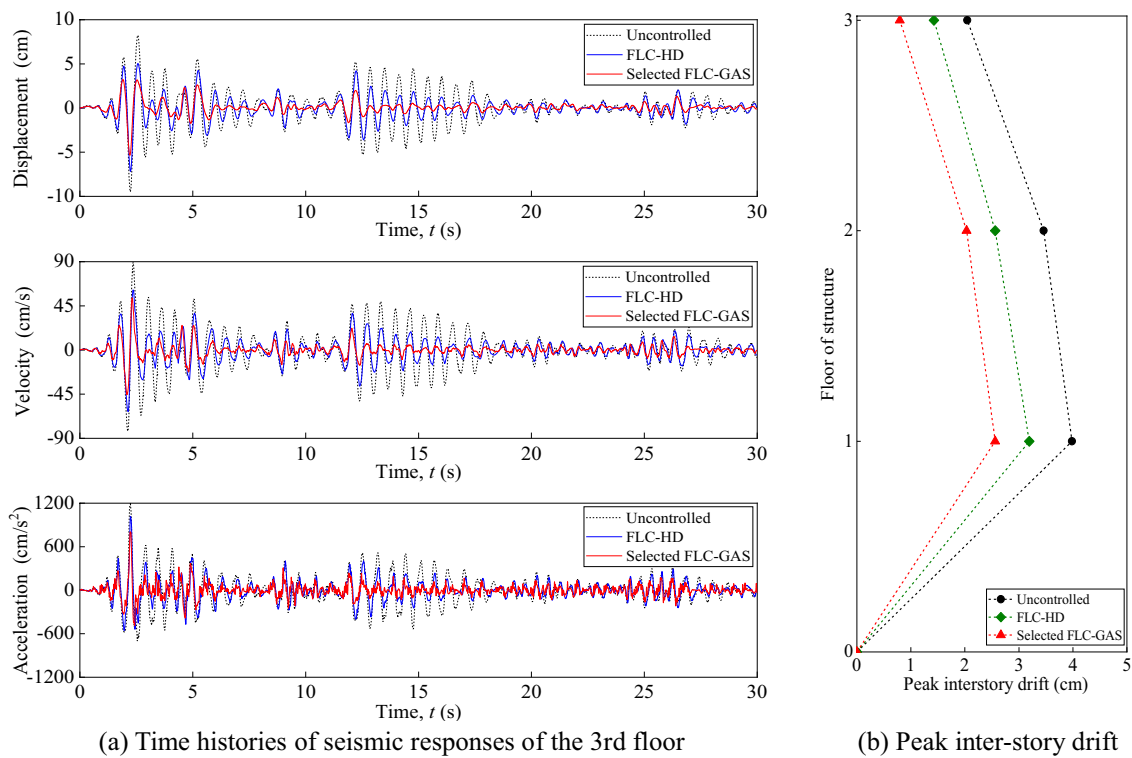 10
5
0
-5
-10
Displacement (cm)
Uncontrolled
FLC-HD
Selected FLC-GAS
0 5 10 15 20 25 30
Time, t (s)
90
45
0
-45
-90
Velocity (cm/s)
Uncontrolled
FLC-HD
Selected FLC-GAS
0 5 10 15 20 25 30
Time, t (s)
1200
600
0
-600
-1200
Acceleration (cm/s²)
Uncontrolled
FLC-HD
Selected FLC-GAS
0 5 10 15 20 25 30
Time, t (s)
(a) Time histories of seismic responses of the 3rd floor
3
2
1
0
Floor of structure
Uncontrolled
FLC-HD
Selected FLC-GAS
0 1 2 3 4 5
Peak interstory drift (cm)
(b) Peak inter-story drift